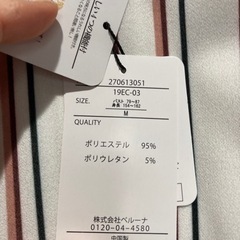 270613051
19EC-03
SIZE.
バスト 79~87
身長 154~162
M
QUALITY
ポリエステル 95%
ポリウレタン 5%
株式会社ベルーナ
0120-04-4580
中国製